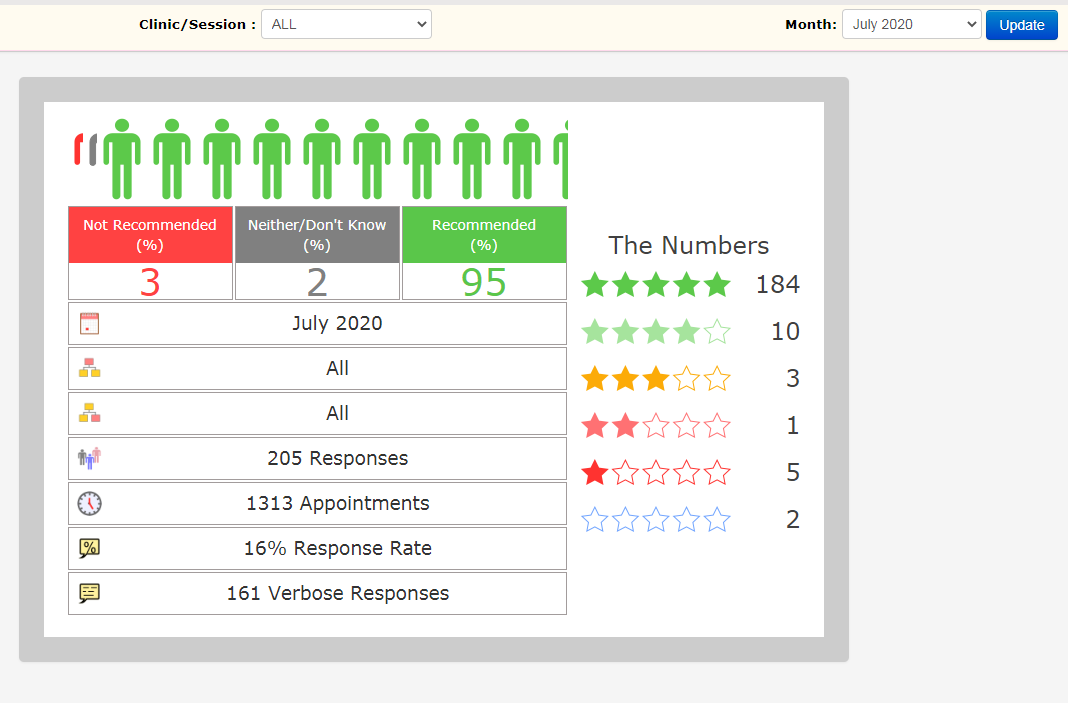 Clinic/Session : ALL Month: July 2020 Update
Not Recommended (%)
Neither/Don't Know (%)
Recommended (%)
3 2 95
July 2020
All
All
205 Responses
1313 Appointments
16% Response Rate
161 Verbose Responses
The Numbers
184
10
3
1
5
2